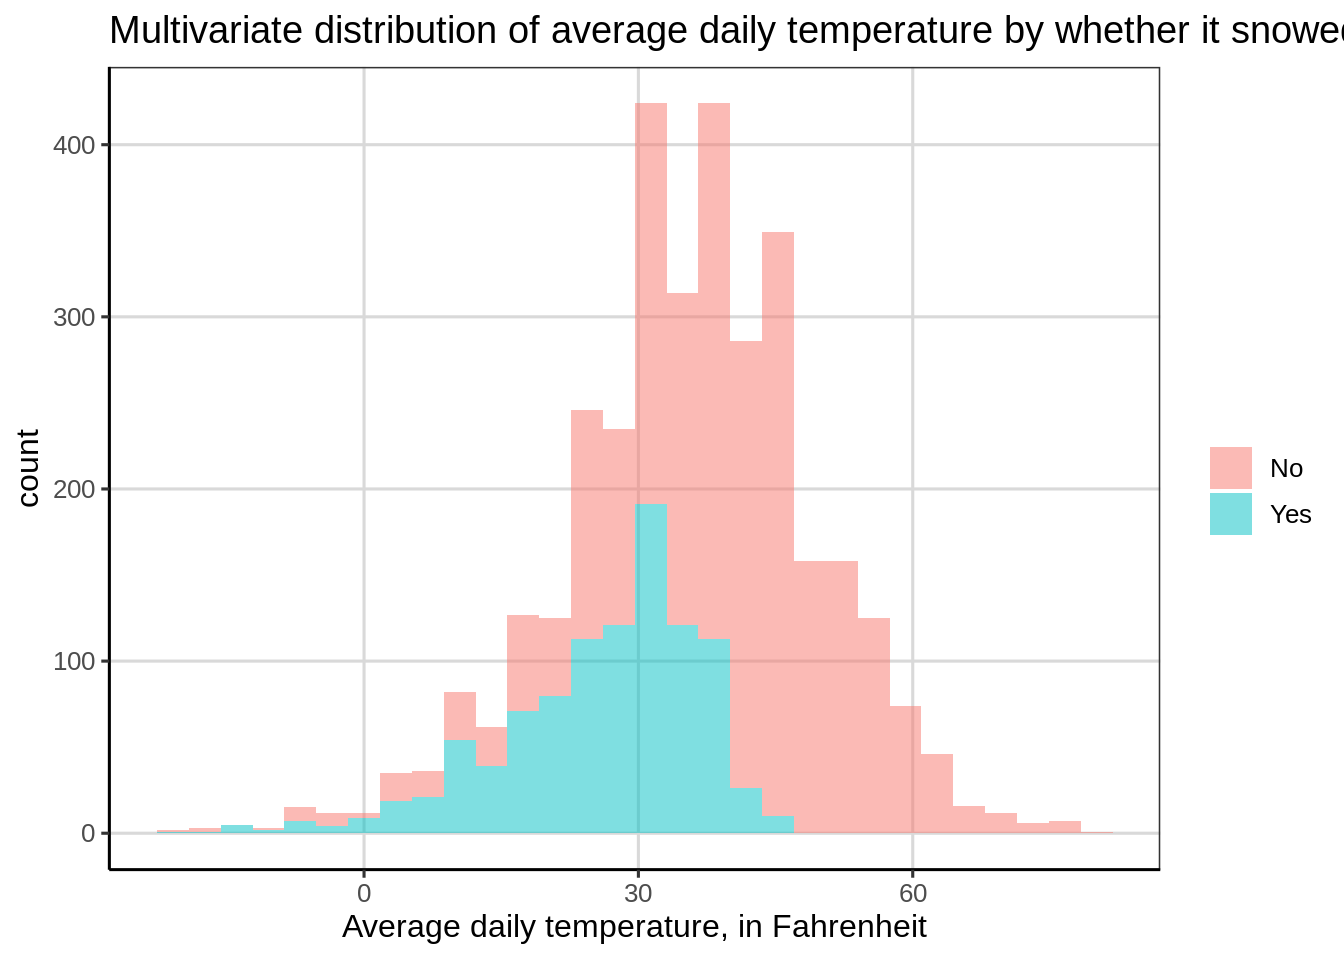 Multivariate distribution of average daily temperature by whether it snowe
400
300
200
100
0
count
0 30 60
Average daily temperature, in Fahrenheit
No
Yes